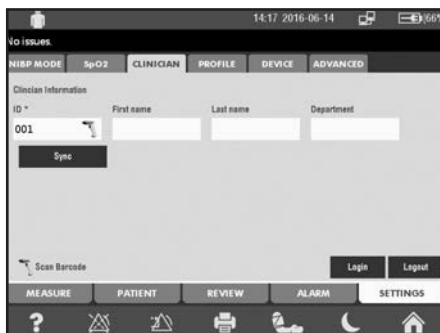 14:17 2016-06-14 (66%
No issues.
NIBP MODE SpO2 CLINICIAN PROFILE DEVICE ADVANCED
Clincian Information
ID * First name Last name Department
001
Sync
Scan Barcode Login Logout
MEASURE PATIENT REVIEW ALARM SETTINGS
?